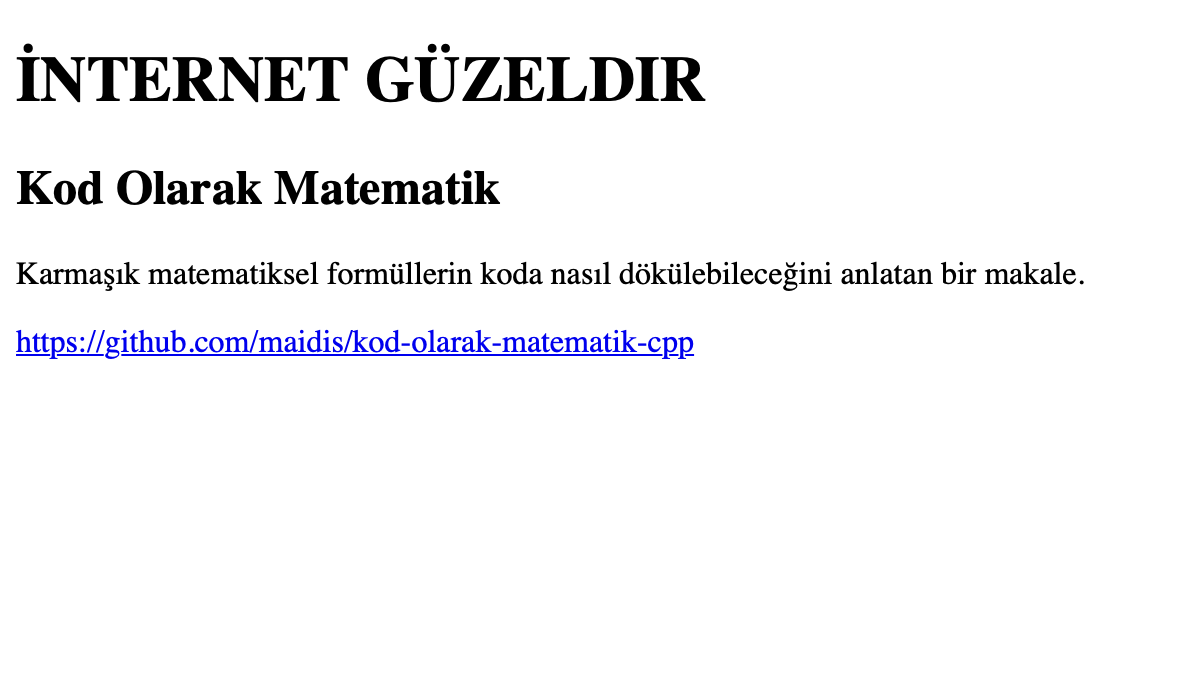 İNTERNET GÜZELDIR
Kod Olarak Matematik
Karmaşık matematiksel formüllerin koda nasıl dökülebileceğini anlatan bir makale.
https://github.com/maidis/kod-olarak-matematik-cpp